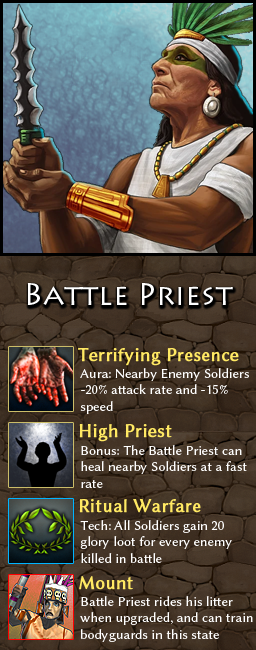 BATTLE PRIEST
Terrifying Presence
Aura: Nearby Enemy Soldiers
-20% attack rate and -15%
speed
High Priest
Bonus: The Battle Priest can
heal nearby Soldiers at a fast
rate
Ritual Warfare
Tech: All Soldiers gain 20
glory loot for every enemy
killed in battle
Mount
Battle Priest rides his litter
when upgraded, and can train
bodyguards in this state